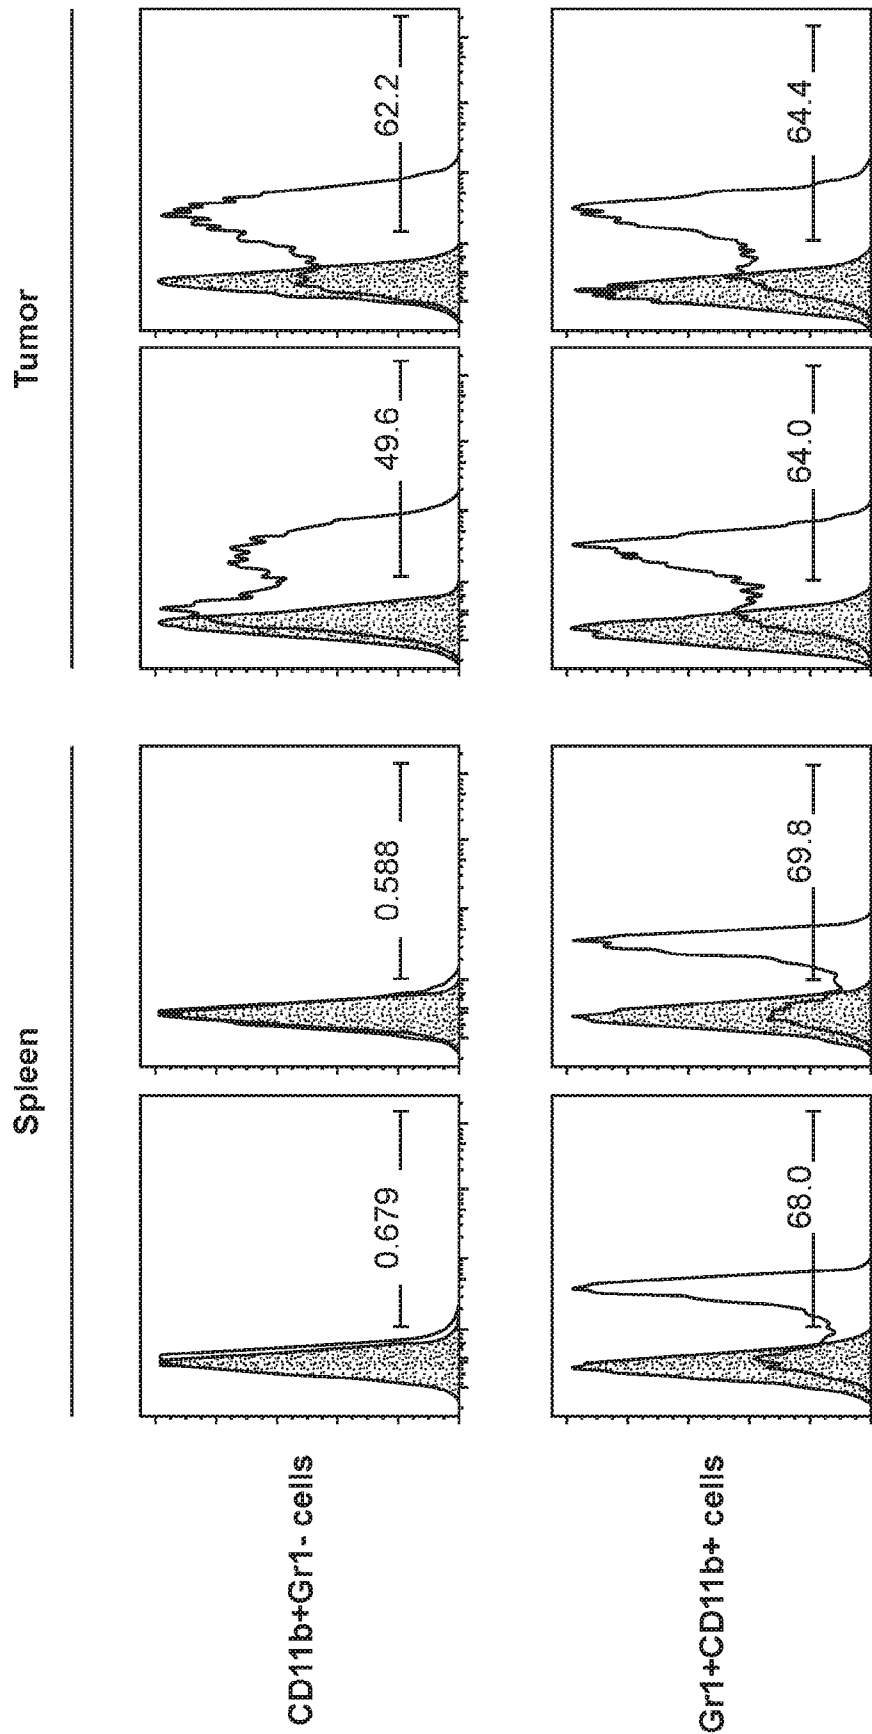 Spleen
Tumor
CD11b+Gr1- cells
0.679
0.588
49.6
62.2
Gr1+CD11b+ cells
68.0
69.8
64.0
64.4